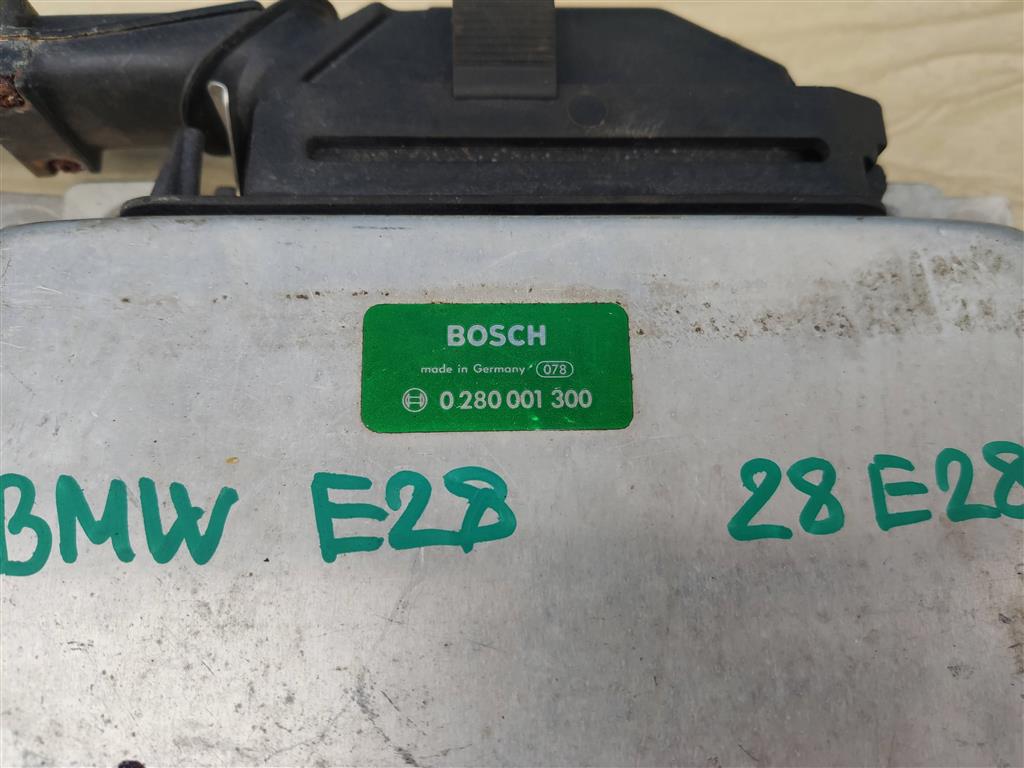 BOSCH
made in Germany 078
0 280 001 300
BMW E28 28 E28